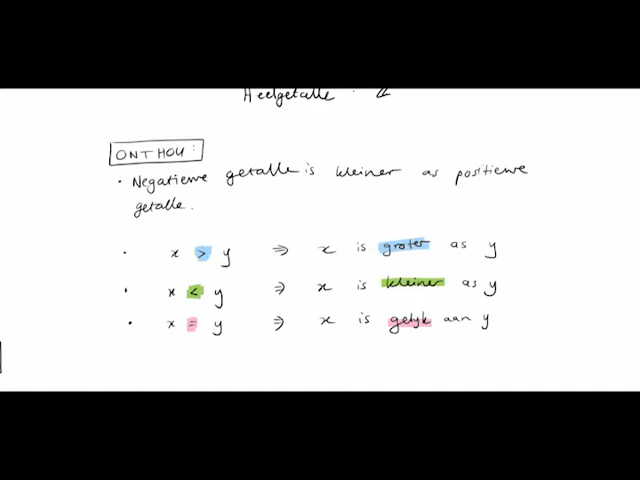 Heelgetalle : ℤ
ONTHOU:
• Negatiewe getalle is kleiner as positiewe
getalle.
• x > y ⇒ x is groter as y
• x < y ⇒ x is kleiner as y
• x = y ⇒ x is gelyk aan y